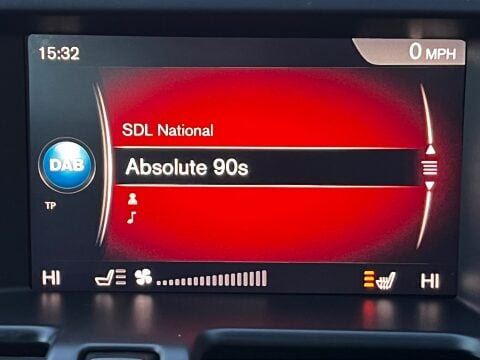 15:32
0 MPH
SDL National
DAB
Absolute 90s
TP
HI
HI